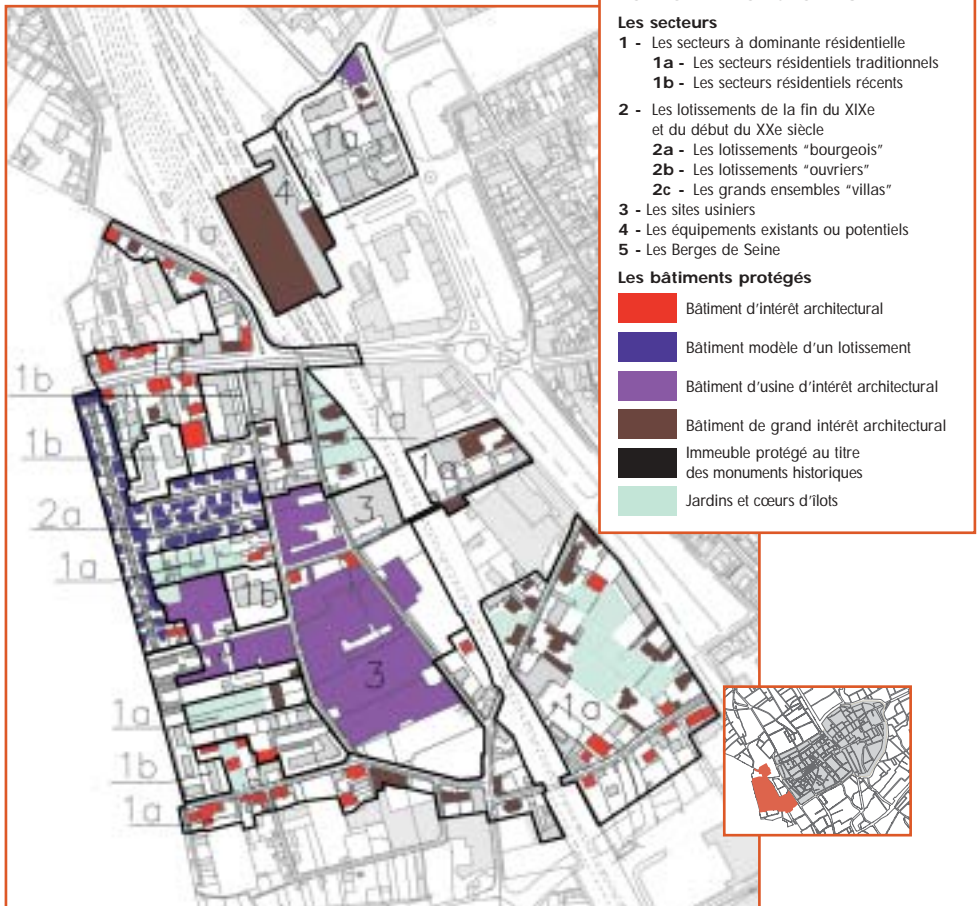 Les secteurs
1 - Les secteurs à dominante résidentielle
1a - Les secteurs résidentiels traditionnels
1b - Les secteurs résidentiels récents
2 - Les lotissements de la fin du XIXe
et du début du XXe siècle
2a - Les lotissements "bourgeois"
2b - Les lotissements "ouvriers"
2c - Les grands ensembles "villas"
3 - Les sites usiniers
4 - Les équipements existants ou potentiels
5 - Les Berges de Seine
Les bâtiments protégés
Bâtiment d'intérêt architectural
Bâtiment modèle d'un lotissement
Bâtiment d'usine d'intérêt architectural
Bâtiment de grand intérêt architectural
Immeuble protégé au titre
des monuments historiques
Jardins et cœurs d'îlots
1a
4
1a
1a
1b
1b
1a
1a
2a
3
1a
1b
3
1a
1a
1b
1a